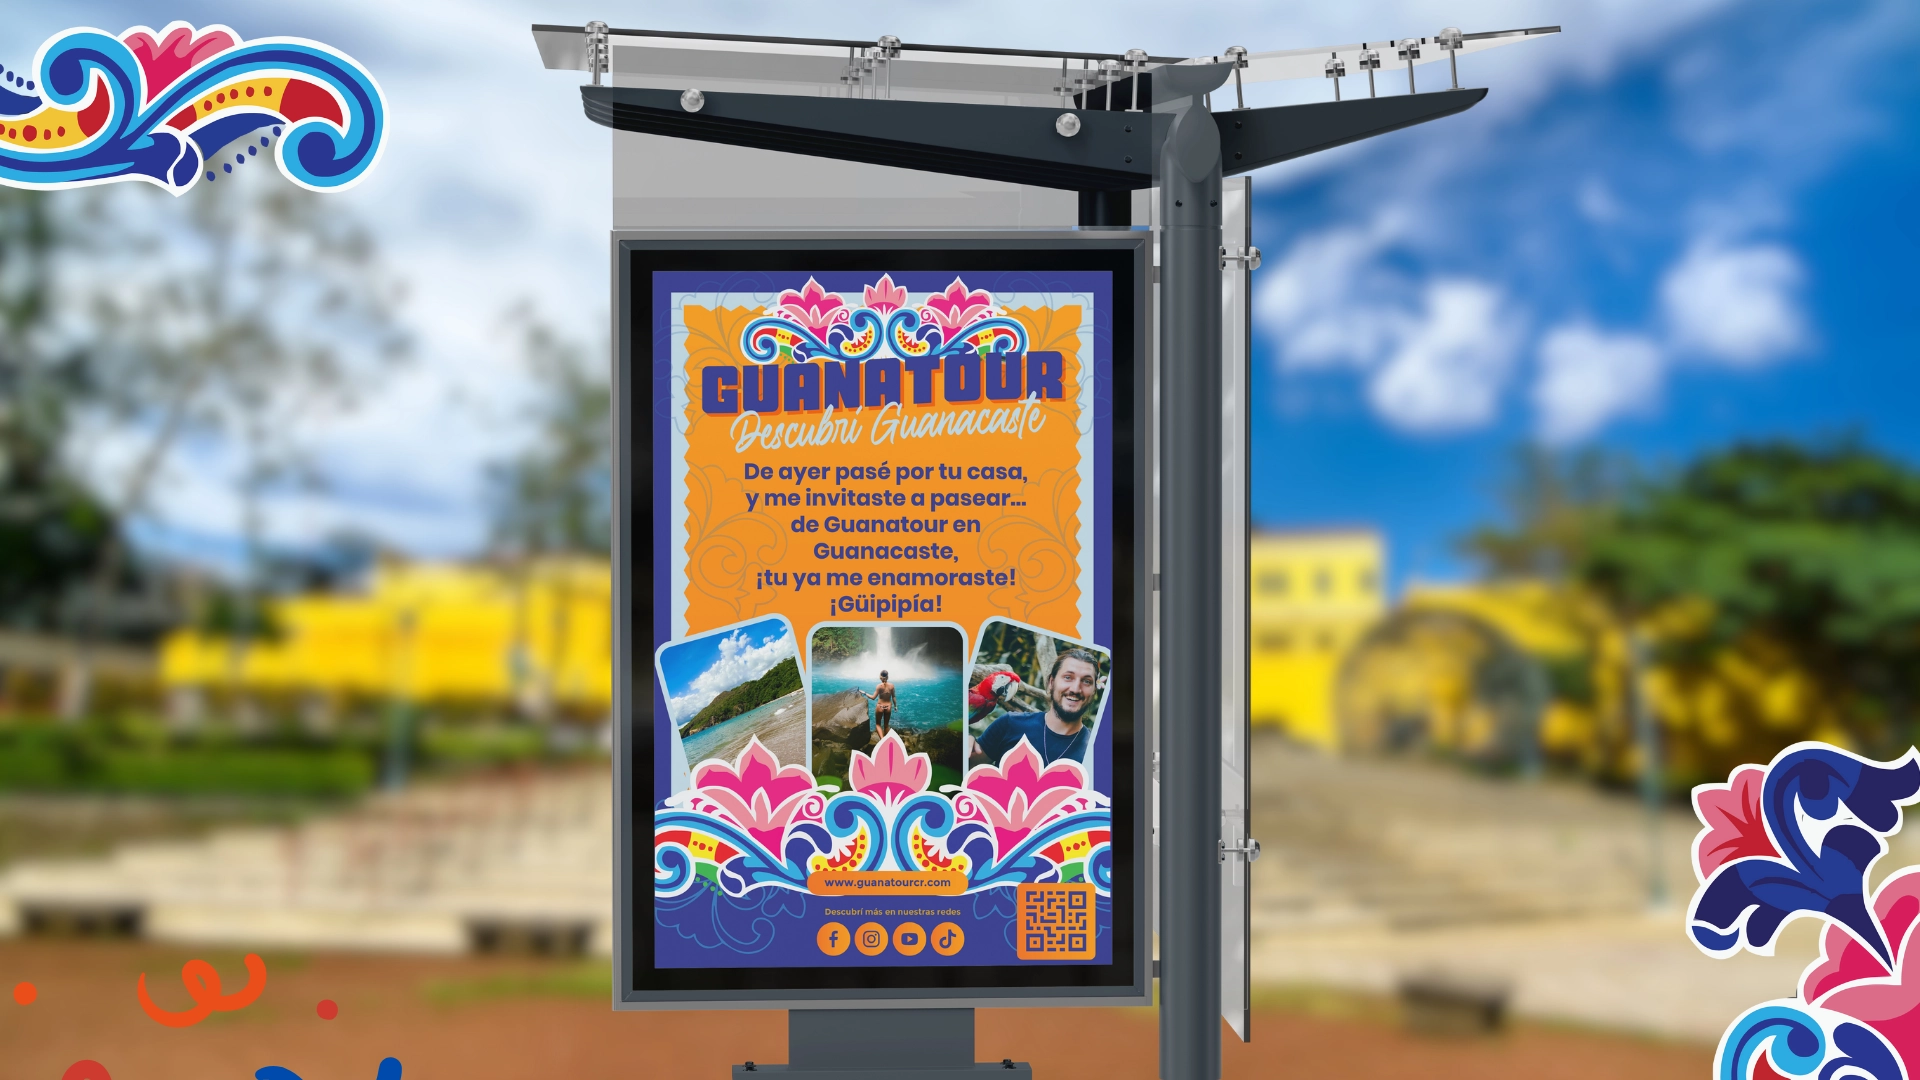 GUANATOUR
Descubrí Guanacaste
De ayer pasé por tu casa,
y me invitaste a pasear...
de Guanatour en
Guanacaste,
¡tu ya me enamoraste!
¡Güipipía!
www.guanatourcr.com
Descubrí más en nuestras redes